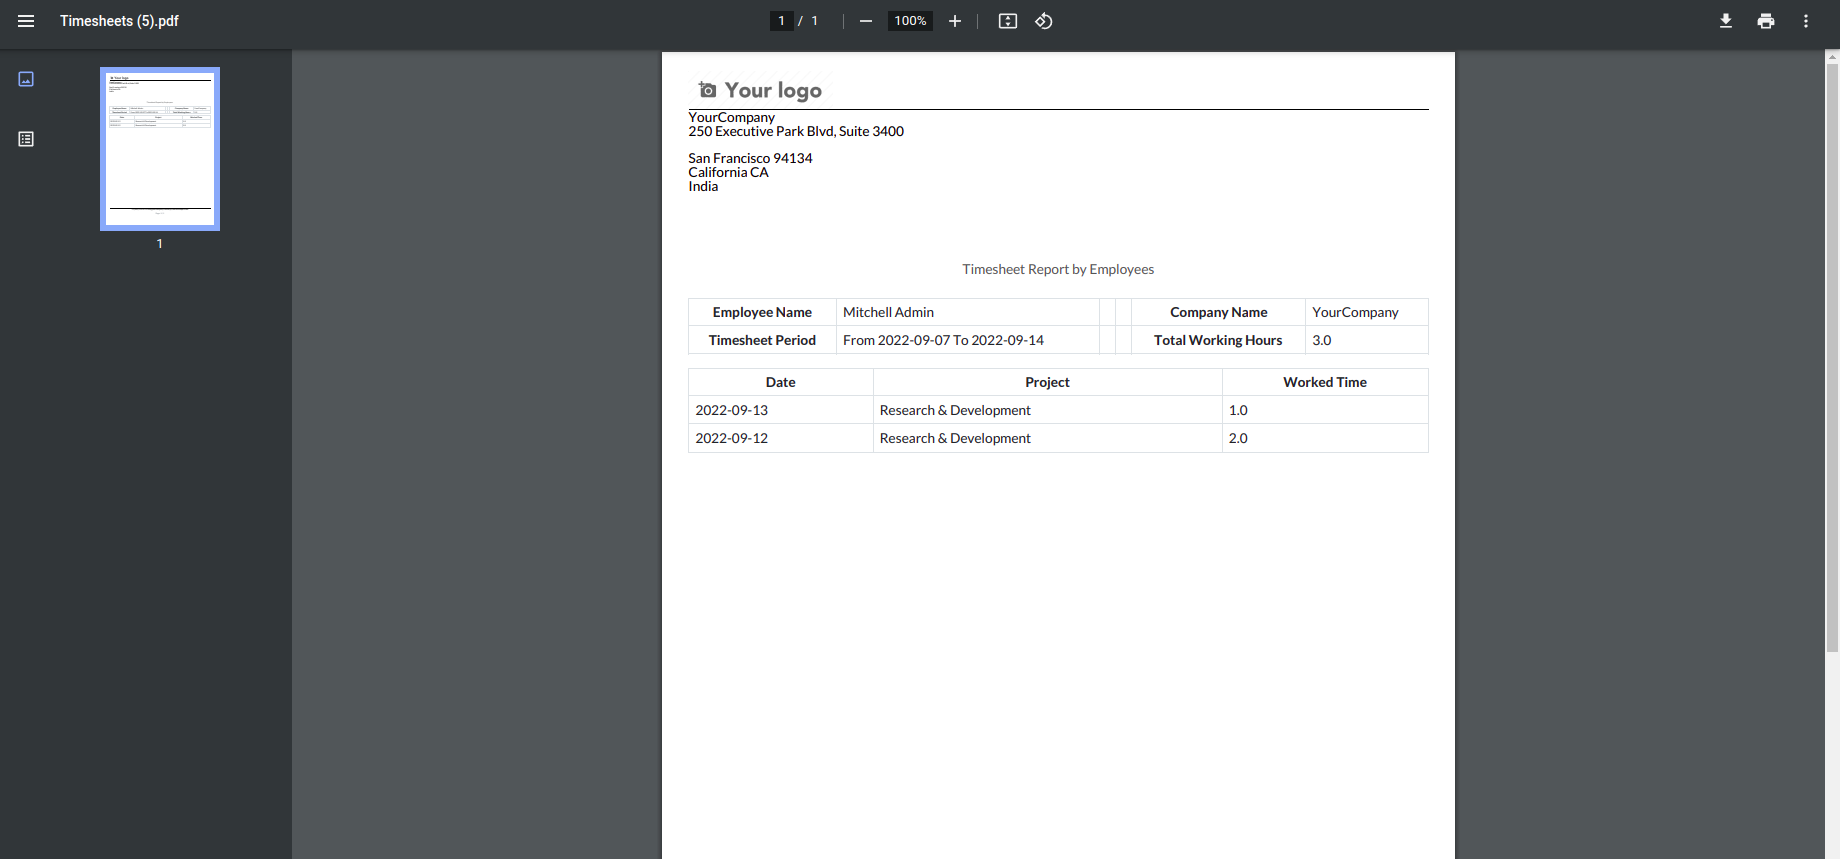 Timesheets (5).pdf
1 / 1
100%
1
Your logo
YourCompany
250 Executive Park Blvd, Suite 3400
San Francisco 94134
California CA
India
Timesheet Report by Employees
Employee Name Mitchell Admin Company Name YourCompany
Timesheet Period From 2022-09-07 To 2022-09-14 Total Working Hours 3.0
Date Project Worked Time
2022-09-13 Research & Development 1.0
2022-09-12 Research & Development 2.0